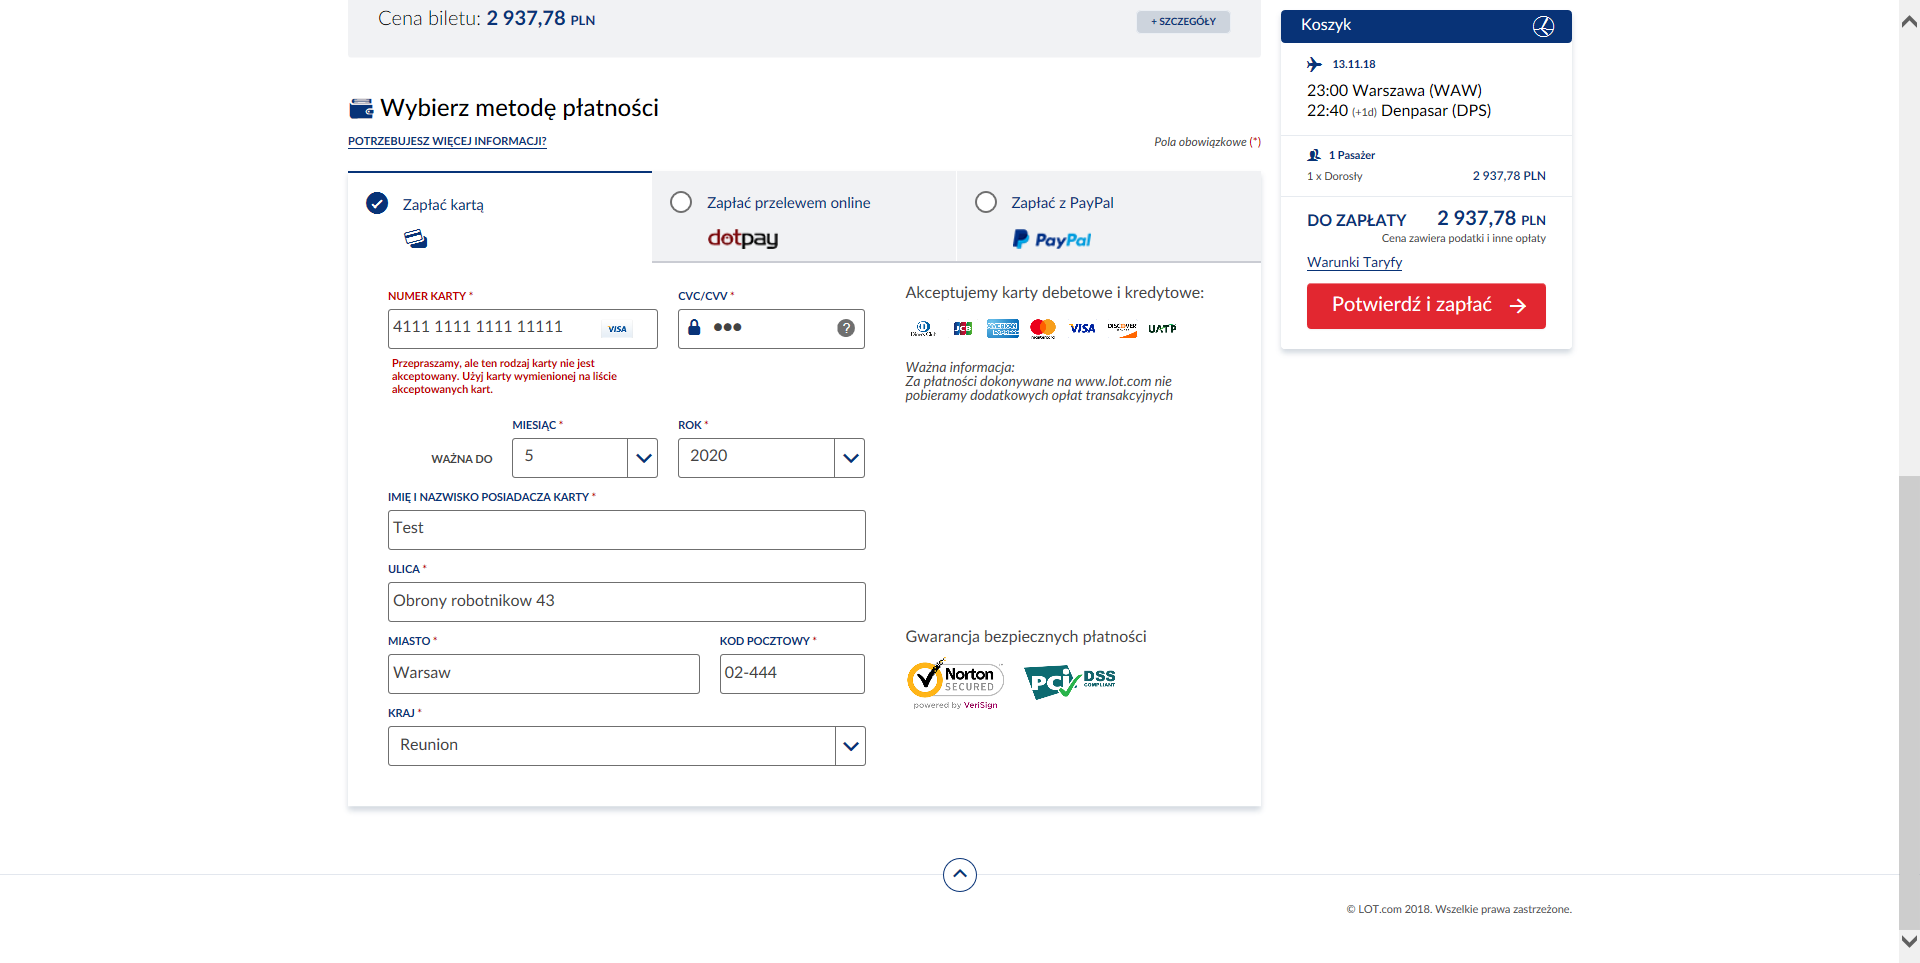 Cena biletu: 2 937,78 PLN
+ SZCZEGÓŁY
Wybierz metodę płatności
POTRZEBUJESZ WIĘCEJ INFORMACJI?
Pola obowiązkowe (*)
Zapłać kartą
Zapłać przelewem online
dotpay
Zapłać z PayPal
PayPal
NUMER KARTY *
4111 1111 1111 11111
VISA
Przepraszamy, ale ten rodzaj karty nie jest
akceptowany. Użyj karty wymienionej na liście
akceptowanych kart.
CVC/CVV *
•••
?
MIESIĄC *
ROK *
WAŻNA DO
5
2020
IMIĘ I NAZWISKO POSIADACZA KARTY *
Test
ULICA *
Obrony robotnikow 43
MIASTO *
KOD POCZTOWY *
Warsaw
02-444
KRAJ *
Reunion
Akceptujemy karty debetowe i kredytowe:
JCB AMERICAN EXPRESS mastercard VISA DISCOVER UATP
Ważna informacja:
Za płatności dokonywane na www.lot.com nie
pobieramy dodatkowych opłat transakcyjnych
Gwarancja bezpiecznych płatności
Norton
SECURED
powered by VeriSign
PCI DSS
COMPLIANT
Koszyk
13.11.18
23:00 Warszawa (WAW)
22:40 (+1d) Denpasar (DPS)
1 Pasażer
1 x Dorosły 2 937,78 PLN
DO ZAPŁATY 2 937,78 PLN
Cena zawiera podatki i inne opłaty
Warunki Taryfy
Potwierdź i zapłać
© LOT.com 2018. Wszelkie prawa zastrzeżone.